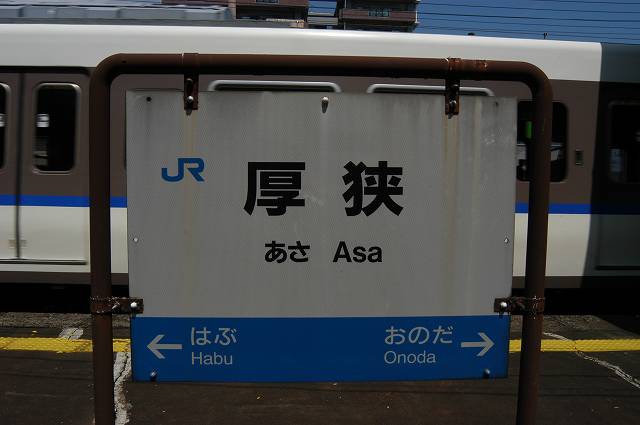 JR
厚狭
あさ Asa
← はぶ おのだ →
Habu Onoda